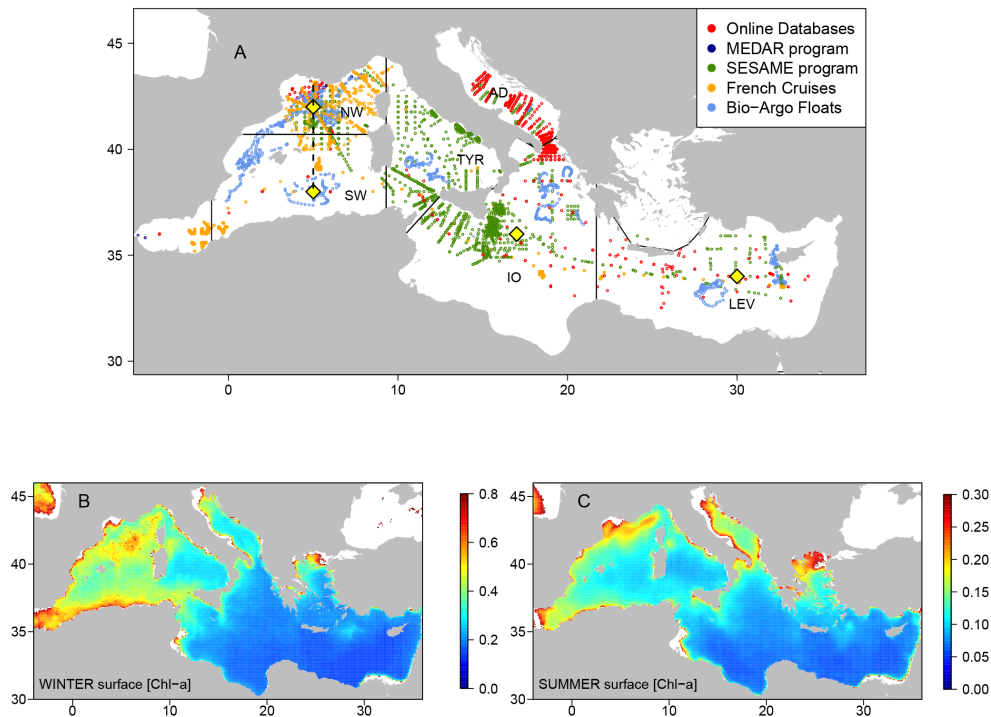 A
Online Databases
MEDAR program
SESAME program
French Cruises
Bio−Argo Floats
45
40
35
30
NW
AD
TYR
SW
IO
LEV
0
10
20
30
B
45
40
35
30
WINTER surface [Chl−a]
0
10
20
30
0.8
0.6
0.4
0.2
0.0
C
45
40
35
30
SUMMER surface [Chl−a]
0
10
20
30
0.30
0.25
0.20
0.15
0.10
0.05
0.00